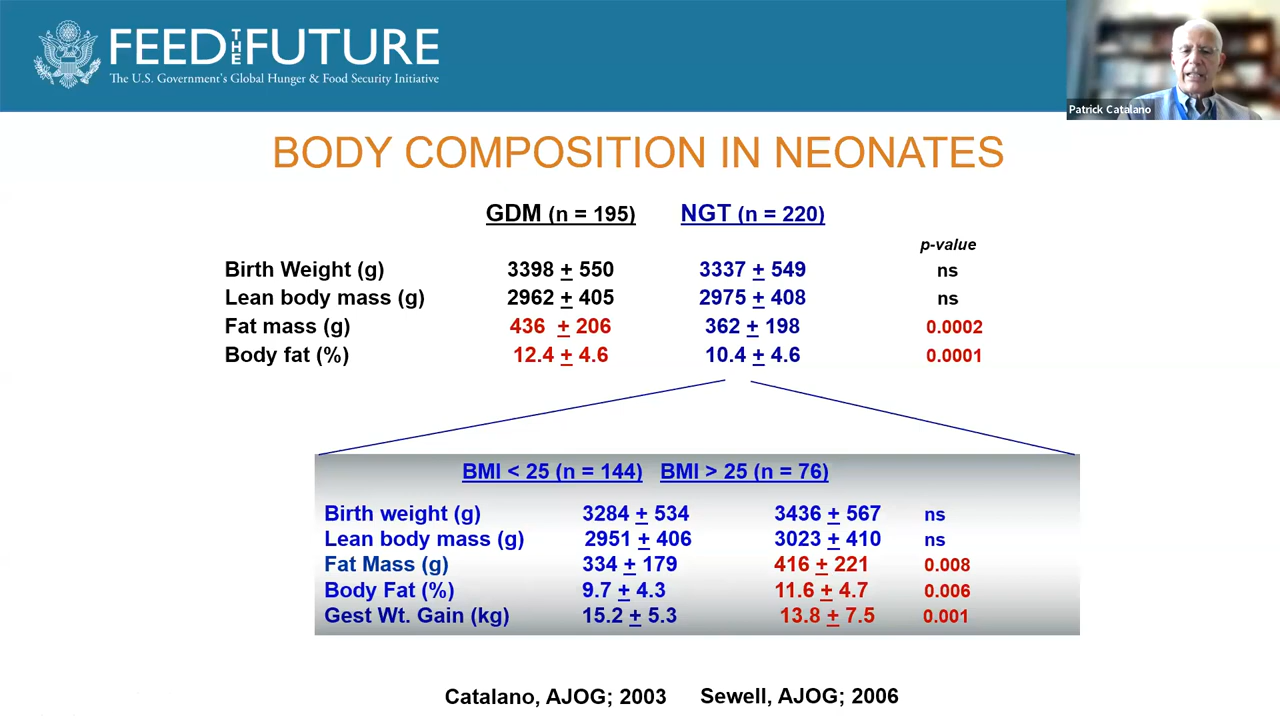 FEED THE FUTURE
The U.S. Government's Global Hunger & Food Security Initiative
Patrick Catalano
BODY COMPOSITION IN NEONATES
GDM (n = 195) NGT (n = 220)
p-value
Birth Weight (g) 3398 ± 550 3337 ± 549 ns
Lean body mass (g) 2962 ± 405 2975 ± 408 ns
Fat mass (g) 436 ± 206 362 ± 198 0.0002
Body fat (%) 12.4 ± 4.6 10.4 ± 4.6 0.0001
BMI < 25 (n = 144) BMI > 25 (n = 76)
Birth weight (g) 3284 ± 534 3436 ± 567 ns
Lean body mass (g) 2951 ± 406 3023 ± 410 ns
Fat Mass (g) 334 ± 179 416 ± 221 0.008
Body Fat (%) 9.7 ± 4.3 11.6 ± 4.7 0.006
Gest Wt. Gain (kg) 15.2 ± 5.3 13.8 ± 7.5 0.001
Catalano, AJOG; 2003 Sewell, AJOG; 2006